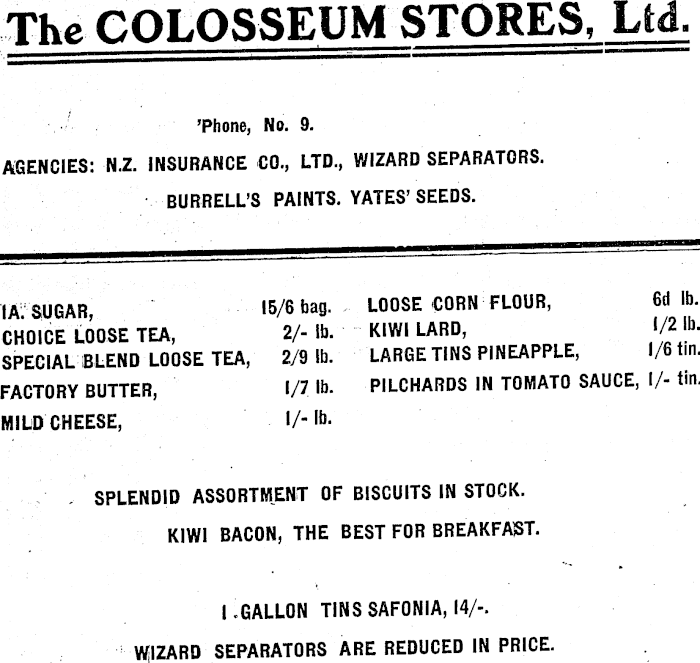 The COLOSSEUM STORES, Ltd.
'Phone, No. 9.
AGENCIES: N.Z. INSURANCE CO., LTD., WIZARD SEPARATORS.
BURRELL'S PAINTS. YATES' SEEDS.
1A. SUGAR, 15/6 bag.
CHOICE LOOSE TEA, 2/- lb.
SPECIAL BLEND LOOSE TEA, 2/9 lb.
FACTORY BUTTER, 1/7 lb.
MILD CHEESE, 1/- lb.
LOOSE CORN FLOUR, 6d lb.
KIWI LARD, 1/2 lb.
LARGE TINS PINEAPPLE, 1/6 tin.
PILCHARDS IN TOMATO SAUCE, 1/- tin.
SPLENDID ASSORTMENT OF BISCUITS IN STOCK.
KIWI BACON, THE BEST FOR BREAKFAST.
1 GALLON TINS SAFONIA, 14/-.
WIZARD SEPARATORS ARE REDUCED IN PRICE.